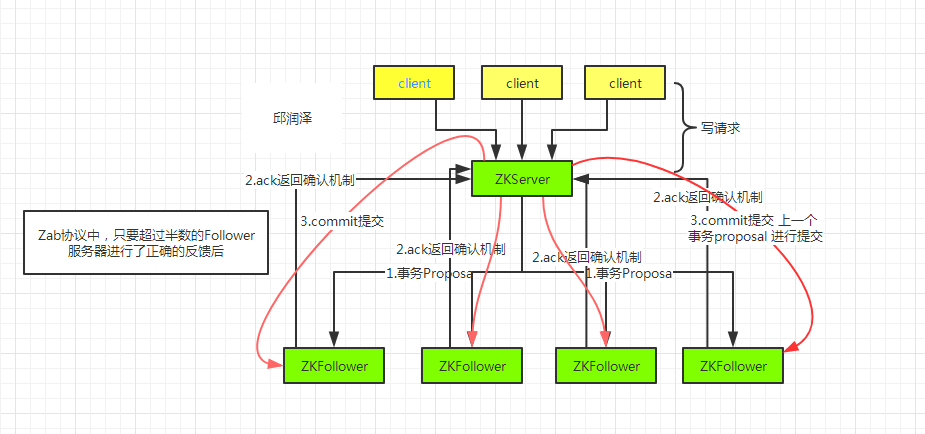 client
client
client
邱润泽
写请求
ZKServer
2.ack返回确认机制
2.ack返回确认机制
3.commit提交
3.commit提交 上一个
事务proposal 进行提交
Zab协议中，只要超过半数的Follower
服务器进行了正确的反馈后
2.ack返回确认机制
2.ack返回确认机制
1.事务Proposa
1.事务Proposa
ZKFollower
ZKFollower
ZKFollower
ZKFollower